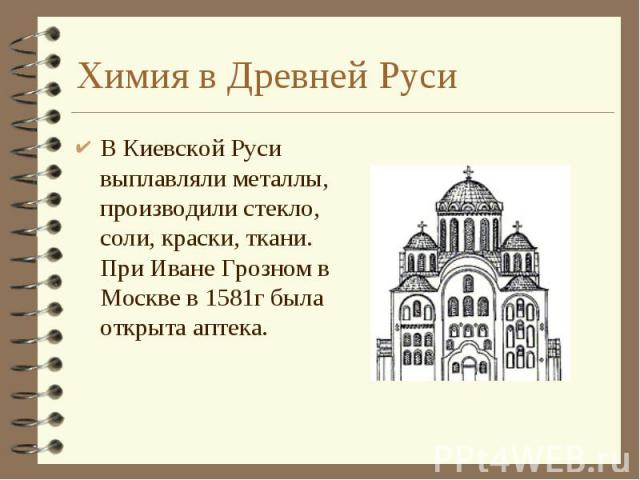 Химия в Древней Руси
В Киевской Руси
выплавляли металлы,
производили стекло,
соли, краски, ткани.
При Иване Грозном в
Москве в 1581г была
открыта аптека.
PPt4WEB.ru